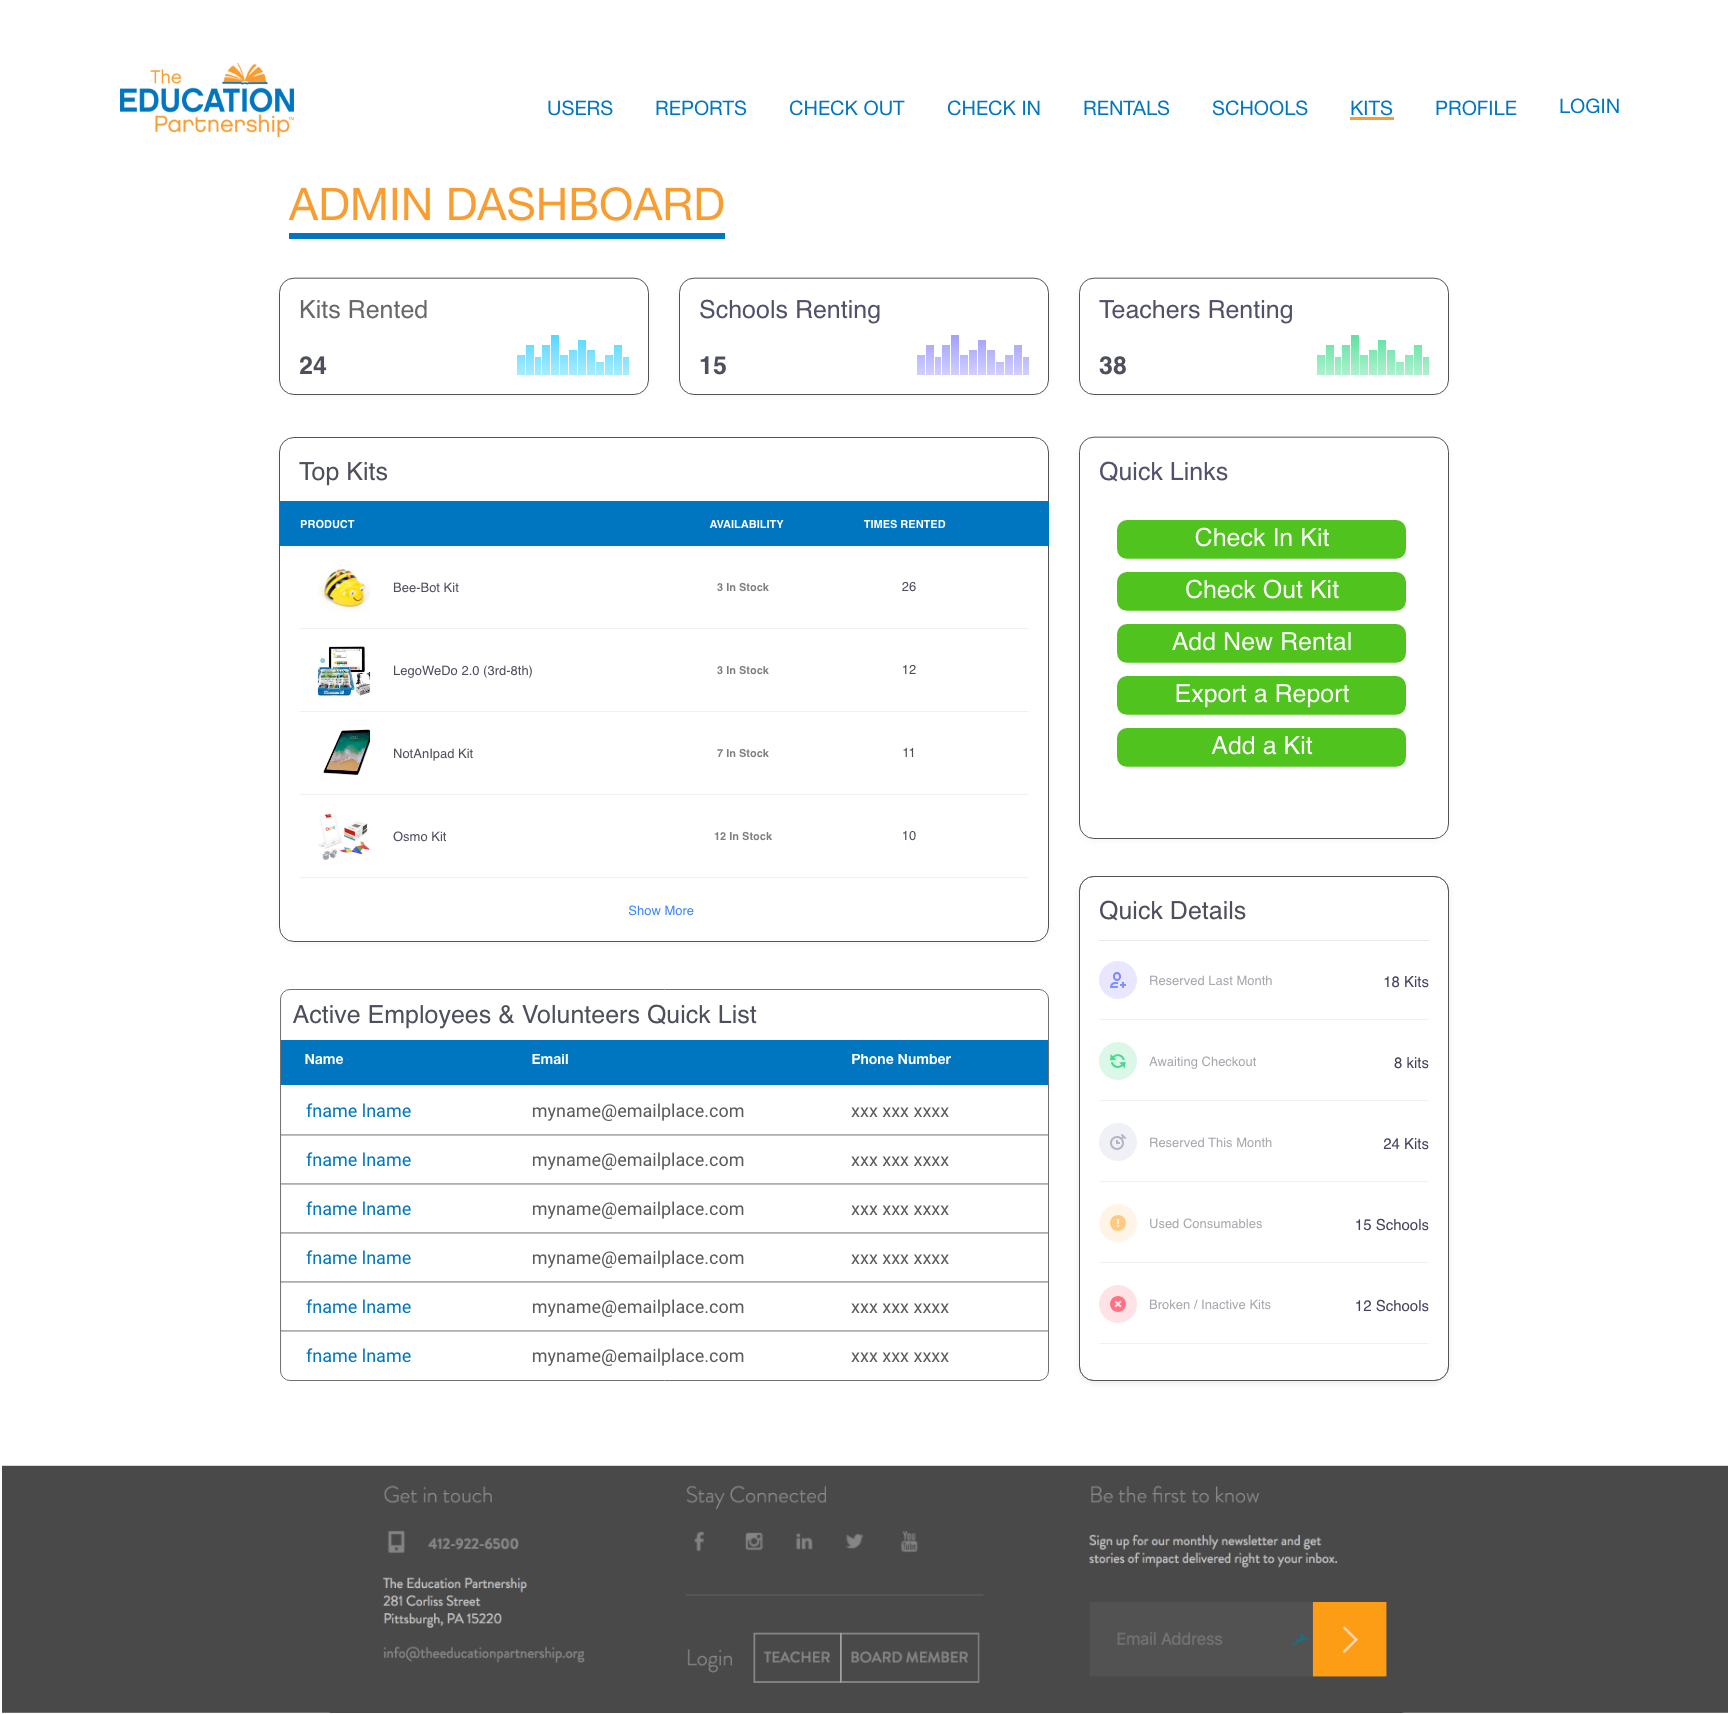 The
EDUCATION
Partnership™
USERS REPORTS CHECK OUT CHECK IN RENTALS SCHOOLS KITS PROFILE LOGIN
ADMIN DASHBOARD
Kits Rented
24
Schools Renting
15
Teachers Renting
38
Top Kits
PRODUCT AVAILABILITY TIMES RENTED
Bee-Bot Kit 3 In Stock 26
LegoWeDo 2.0 (3rd-8th) 3 In Stock 12
NotAnIpad Kit 7 In Stock 11
Osmo Kit 12 In Stock 10
Show More
Quick Links
Check In Kit
Check Out Kit
Add New Rental
Export a Report
Add a Kit
Active Employees & Volunteers Quick List
Name Email Phone Number
fname lname myname@emailplace.com xxx xxx xxxx
fname lname myname@emailplace.com xxx xxx xxxx
fname lname myname@emailplace.com xxx xxx xxxx
fname lname myname@emailplace.com xxx xxx xxxx
fname lname myname@emailplace.com xxx xxx xxxx
fname lname myname@emailplace.com xxx xxx xxxx
Quick Details
Reserved Last Month 18 Kits
Awaiting Checkout 8 kits
Reserved This Month 24 Kits
Used Consumables 15 Schools
Broken / Inactive Kits 12 Schools
Get in touch
412-922-6500
The Education Partnership
281 Corliss Street
Pittsburgh, PA 15220
info@theeducationpartnership.org
Stay Connected
You
Tube
Login TEACHER BOARD MEMBER
Be the first to know
Sign up for our monthly newsletter and get
stories of impact delivered right to your inbox.
Email Address